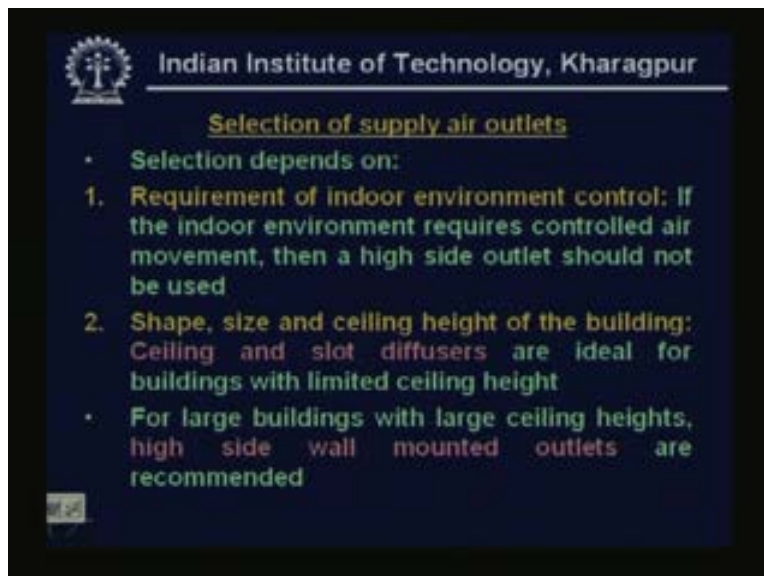 Indian Institute of Technology, Kharagpur
Selection of supply air outlets
• Selection depends on:
1. Requirement of indoor environment control: If
the indoor environment requires controlled air
movement, then a high side outlet should not
be used
2. Shape, size and ceiling height of the building:
Ceiling and slot diffusers are ideal for
buildings with limited ceiling height
• For large buildings with large ceiling heights,
high side wall mounted outlets are
recommended